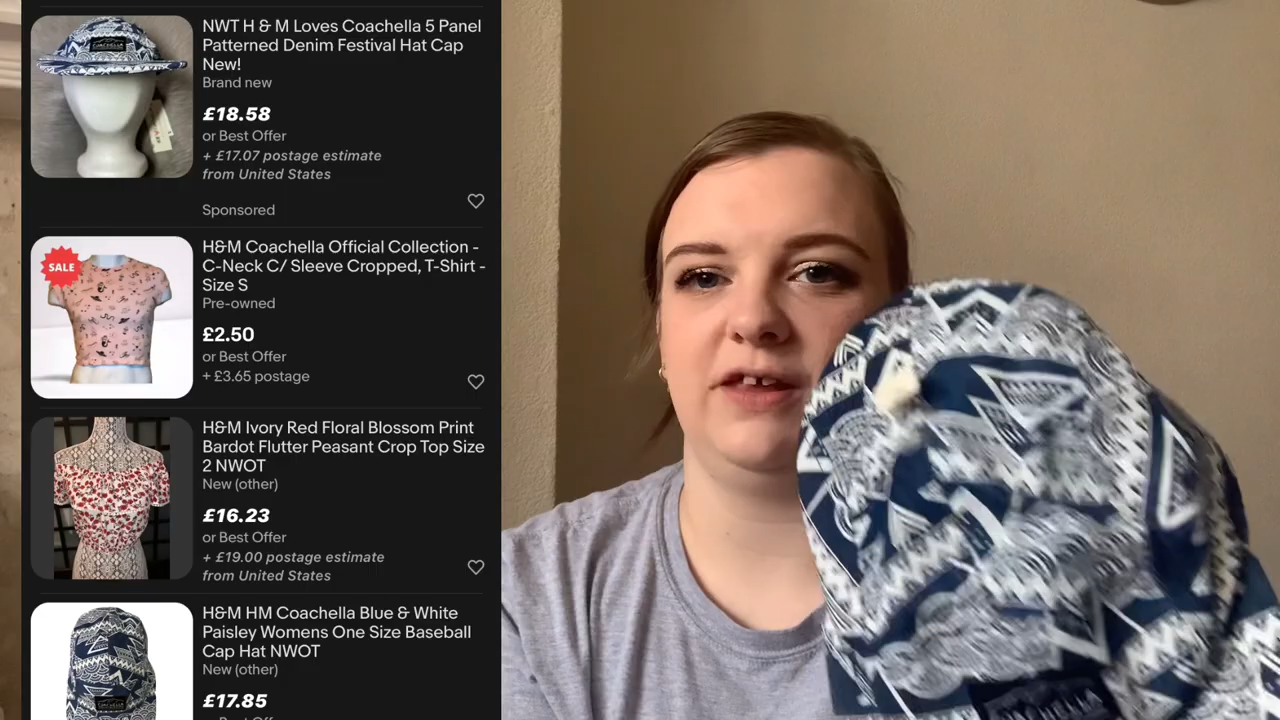 COACHELLA
NWT H & M Loves Coachella 5 Panel
Patterned Denim Festival Hat Cap
New!
Brand new
£18.58
or Best Offer
+ £17.07 postage estimate
from United States
Sponsored
SALE
H&M Coachella Official Collection -
C-Neck C/ Sleeve Cropped, T-Shirt -
Size S
Pre-owned
£2.50
or Best Offer
+ £3.65 postage
H&M Ivory Red Floral Blossom Print
Bardot Flutter Peasant Crop Top Size
2 NWOT
New (other)
£16.23
or Best Offer
+ £19.00 postage estimate
from United States
H&M HM Coachella Blue & White
Paisley Womens One Size Baseball
Cap Hat NWOT
New (other)
£17.85
COACHELLA